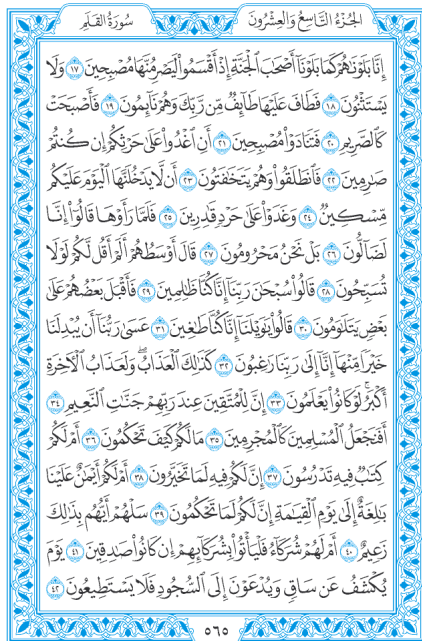 الجُزْءُ التَّاسِعُ وَالعِشْرُونَ سُورَةُ القَلَمِ
إِنَّا بَلَوْنَٰهُمْ كَمَا بَلَوْنَآ أَصْحَٰبَ ٱلْجَنَّةِ إِذْ أَقْسَمُوا۟ لَيَصْرِمُنَّهَا مُصْبِحِينَ ١٧ وَلَا
يَسْتَثْنُونَ ١٨ فَطَافَ عَلَيْهَا طَآئِفٌ مِّن رَّبِّكَ وَهُمْ نَآئِمُونَ ١٩ فَأَصْبَحَتْ
كَٱلصَّرِيمِ ٢٠ فَتَنَادَوْا۟ مُصْبِحِينَ ٢١ أَنِ ٱغْدُوا۟ عَلَىٰ حَرْثِكُمْ إِن كُنتُمْ
صَٰرِمِينَ ٢٢ فَٱنطَلَقُوا۟ وَهُمْ يَتَخَٰفَتُونَ ٢٣ أَن لَّا يَدْخُلَنَّهَا ٱلْيَوْمَ عَلَيْكُم
مِّسْكِينٌ ٢٤ وَغَدَوْا۟ عَلَىٰ حَرْدٍ قَٰدِرِينَ ٢٥ فَلَمَّا رَأَوْهَا قَالُوٓا۟ إِنَّا
لَضَآلُّونَ ٢٦ بَلْ نَحْنُ مَحْرُومُونَ ٢٧ قَالَ أَوْسَطُهُمْ أَلَمْ أَقُل لَّكُمْ لَوْلَا
تُسَبِّحُونَ ٢٨ قَالُوا۟ سُبْحَٰنَ رَبِّنَآ إِنَّا كُنَّا ظَٰلِمِينَ ٢٩ فَأَقْبَلَ بَعْضُهُمْ عَلَىٰ
بَعْضٍ يَتَلَٰوَمُونَ ٣٠ قَالُوا۟ يَٰوَيْلَنَآ إِنَّا كُنَّا طَٰغِينَ ٣١ عَسَىٰ رَبُّنَآ أَن يُبْدِلَنَا
خَيْرًا مِّنْهَآ إِنَّآ إِلَىٰ رَبِّنَا رَٰغِبُونَ ٣٢ كَذَٰلِكَ ٱلْعَذَابُ ۖ وَلَعَذَابُ ٱلْءَاخِرَةِ
أَكْبَرُ ۚ لَوْ كَانُوا۟ يَعْلَمُونَ ٣٣ إِنَّ لِلْمُتَّقِينَ عِندَ رَبِّهِمْ جَنَّٰتِ ٱلنَّعِيمِ ٣٤
أَفَنَجْعَلُ ٱلْمُسْلِمِينَ كَٱلْمُجْرِمِينَ ٣٥ مَا لَكُمْ كَيْفَ تَحْكُمُونَ ٣٦ أَمْ لَكُمْ
كِتَٰبٌ فِيهِ تَدْرُسُونَ ٣٧ إِنَّ لَكُمْ فِيهِ لَمَا تَخَيَّرُونَ ٣٨ أَمْ لَكُمْ أَيْمَٰنٌ عَلَيْنَا
بَٰلِغَةٌ إِلَىٰ يَوْمِ ٱلْقِيَٰمَةِ ۙ إِنَّ لَكُمْ لَمَا تَحْكُمُونَ ٣٩ سَلْهُمْ أَيُّهُم بِذَٰلِكَ
زَعِيمٌ ٤٠ أَمْ لَهُمْ شُرَكَآءُ فَلْيَأْتُوا۟ بِشُرَكَآئِهِمْ إِن كَانُوا۟ صَٰدِقِينَ ٤١ يَوْمَ
يُكْشَفُ عَن سَاقٍ وَيُدْعَوْنَ إِلَى ٱلسُّجُودِ فَلَا يَسْتَطِيعُونَ ٤٢
٥٦٥